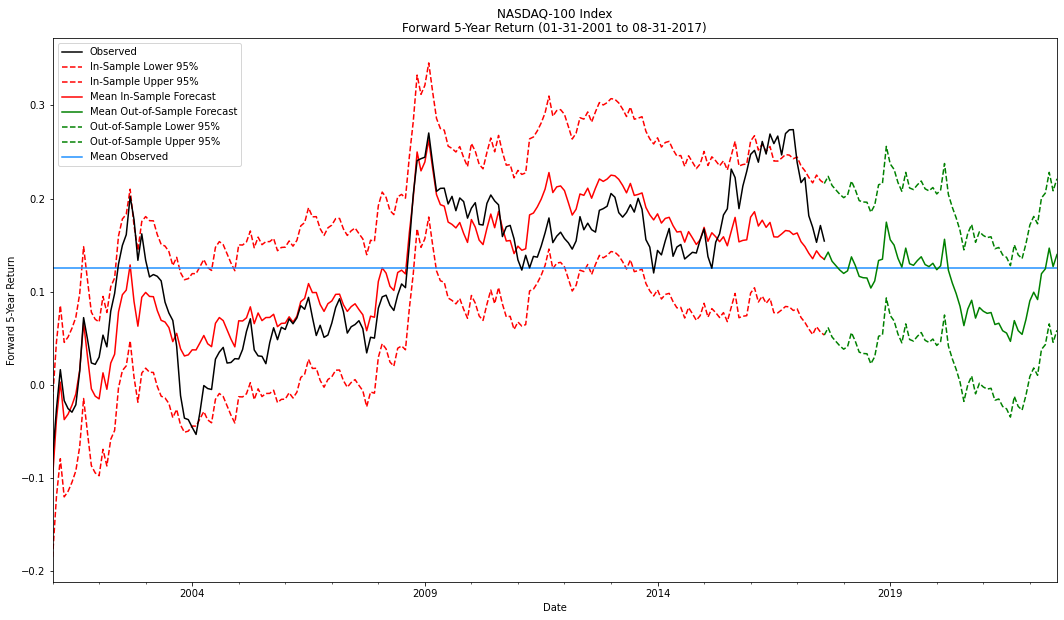 NASDAQ-100 Index
Forward 5-Year Return (01-31-2001 to 08-31-2017)
Observed
In-Sample Lower 95%
In-Sample Upper 95%
Mean In-Sample Forecast
Mean Out-of-Sample Forecast
Out-of-Sample Lower 95%
Out-of-Sample Upper 95%
Mean Observed
Forward 5-Year Return
0.3
0.2
0.1
0.0
−0.1
−0.2
2004
2009
2014
2019
Date